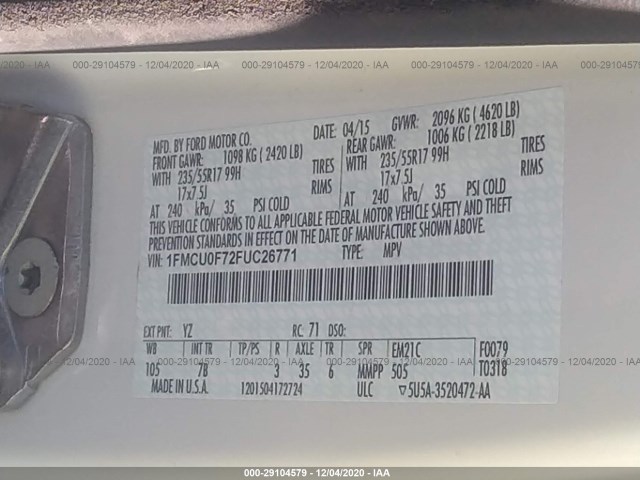 12/04/2020 - IAA 000-29104579 - 12/04/2020 - IAA 000-29104579 - 12/04/2020 - IAA 000-29104579
MFD. BY FORD MOTOR CO. DATE: 04/15 GVWR: 2096 KG (4620 LB)
FRONT GAWR: 1098 KG (2420 LB) REAR GAWR: 1006 KG (2218 LB)
WITH 235/55R17 99H TIRES WITH 235/55R17 99H TIRES
17x7.5J RIMS 17x7.5J RIMS
AT 240 kPa/ 35 PSI COLD AT 240 kPa/ 35 PSI COLD
THIS VEHICLE CONFORMS TO ALL APPLICABLE FEDERAL MOTOR VEHICLE SAFETY AND THEFT
PREVENTION STANDARDS IN EFFECT ON THE DATE OF MANUFACTURE SHOWN ABOVE.
VIN: 1FMCU0F72FUC26771 TYPE: MPV
EXT PNT: YZ RC: 71 DSO:
WB INT TR TP/PS R AXLE TR SPR EM21C F0079
105 7B 3 35 6 MMPP 505 T0318
MADE IN U.S.A. 1201504172724 ULC ▽5U5A-3520472-AA
000-29104579 - 12/04/2020 - IAA